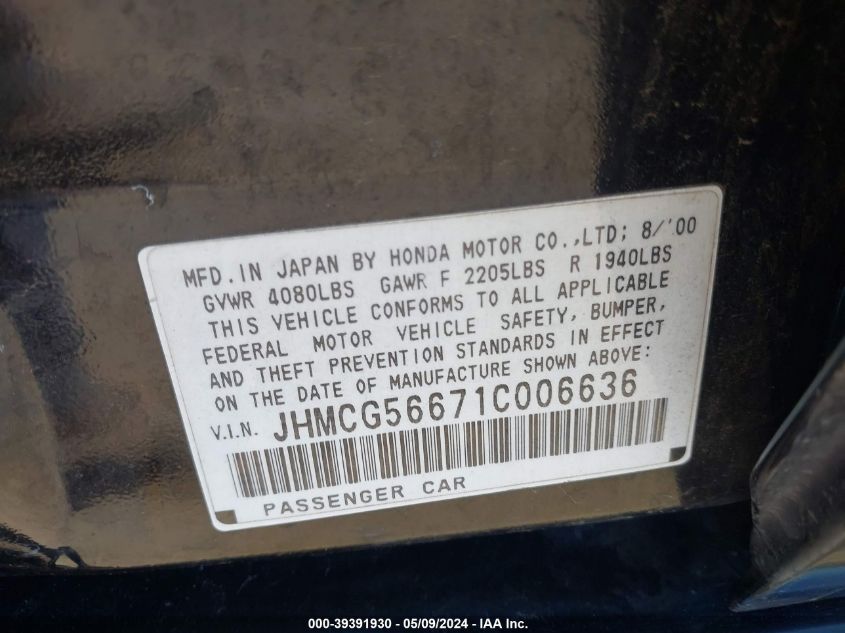 MFD. IN JAPAN BY HONDA MOTOR CO.,LTD; 8/'00
GVWR 4080LBS GAWR F 2205LBS R 1940LBS
THIS VEHICLE CONFORMS TO ALL APPLICABLE
FEDERAL MOTOR VEHICLE SAFETY, BUMPER,
AND THEFT PREVENTION STANDARDS IN EFFECT
ON THE DATE OF MANUFACTURE SHOWN ABOVE:
V.I.N. JHMCG56671C006636
PASSENGER CAR
000-39391930 - 05/09/2024 - IAA Inc.